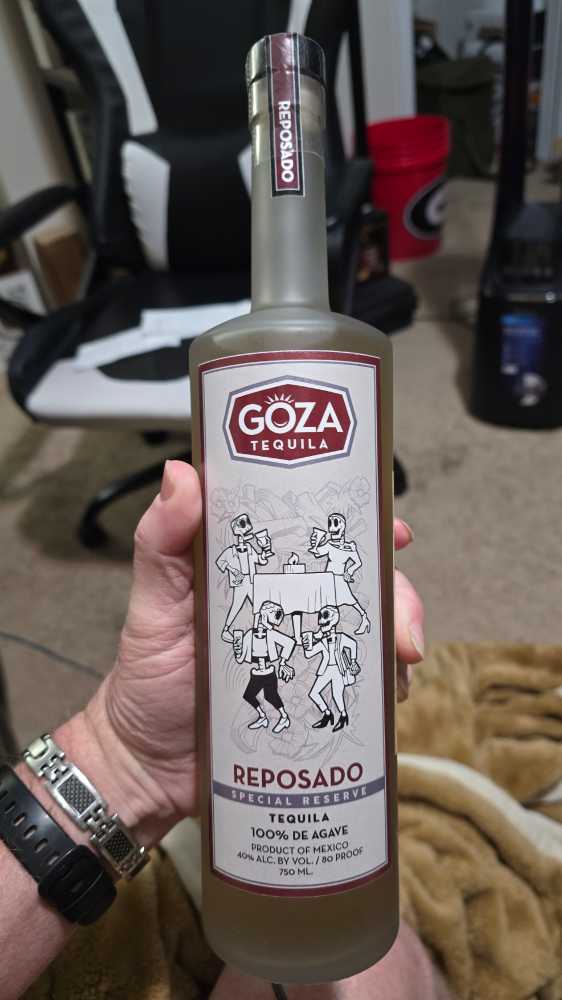 REPOSADO
GOZA
TEQUILA
REPOSADO
SPECIAL RESERVE
TEQUILA
100% DE AGAVE
PRODUCT OF MEXICO
40% ALC. BY VOL. / 80 PROOF
750 ML.